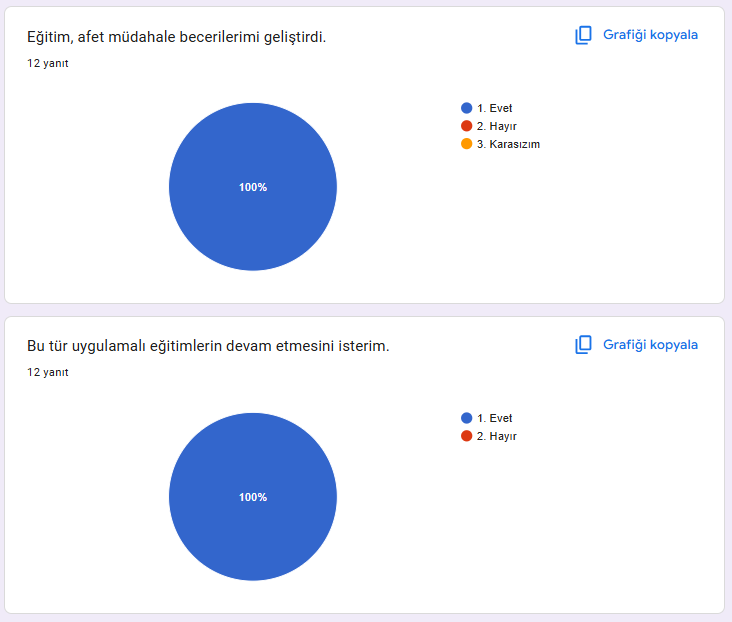 Eğitim, afet müdahale becerilerimi geliştirdi.
Grafiği kopyala
12 yanıt
1. Evet
2. Hayır
3. Karasızım
100%
Bu tür uygulamalı eğitimlerin devam etmesini isterim.
Grafiği kopyala
12 yanıt
1. Evet
2. Hayır
100%